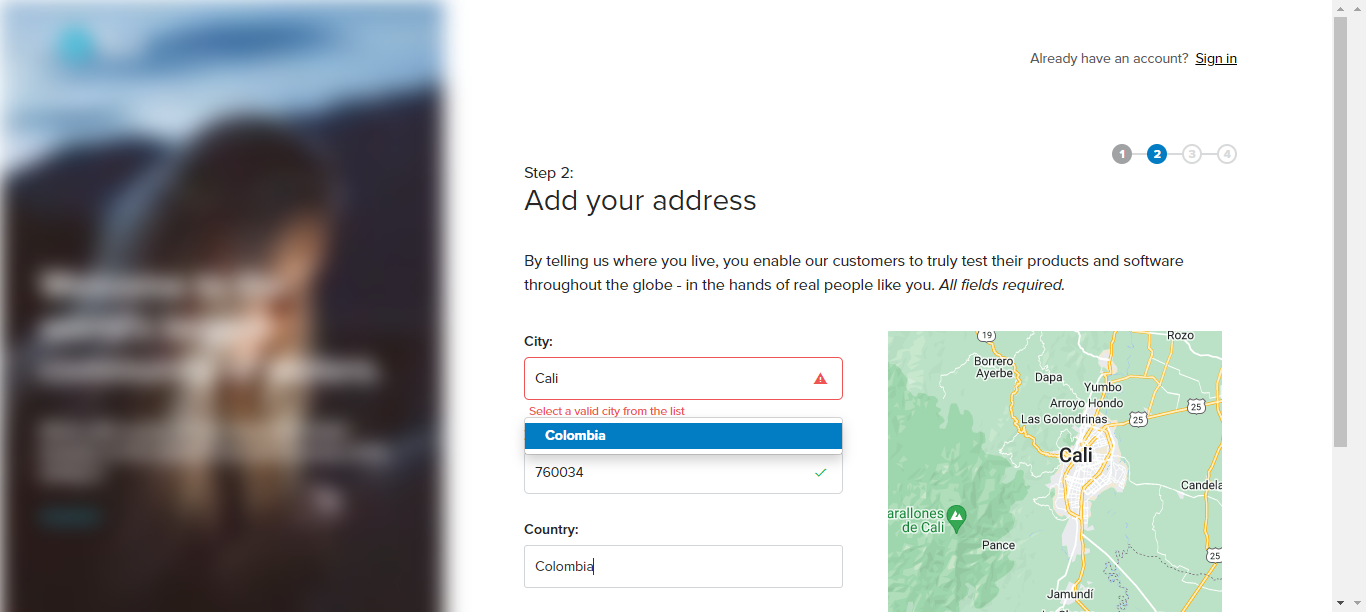 Already have an account? Sign in
1 2 3 4
Step 2:
Add your address
By telling us where you live, you enable our customers to truly test their products and software
throughout the globe - in the hands of real people like you. All fields required.
City:
Cali
Select a valid city from the list
Colombia
760034
Country:
Colombia
19
Rozo
Borrero
Ayerbe
Dapa
Yumbo
Arroyo Hondo
25
Las Golondrinas
25
Cali
Candela
arallones
de Cali
Pance
25
Jamundí